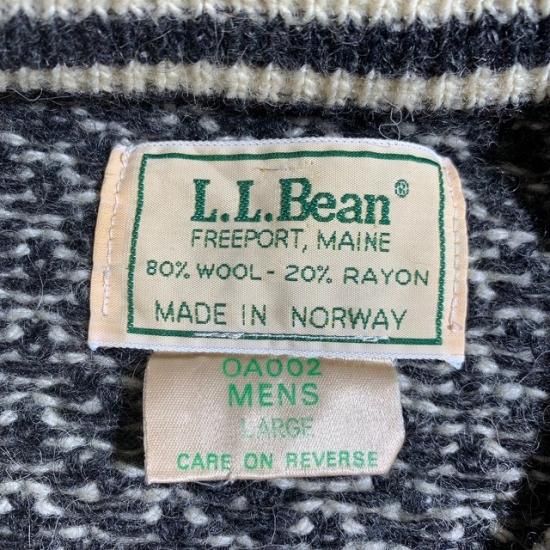 L.L.Bean®
FREEPORT, MAINE
80% WOOL - 20% RAYON
MADE IN NORWAY
OA002
MENS
LARGE
CARE ON REVERSE